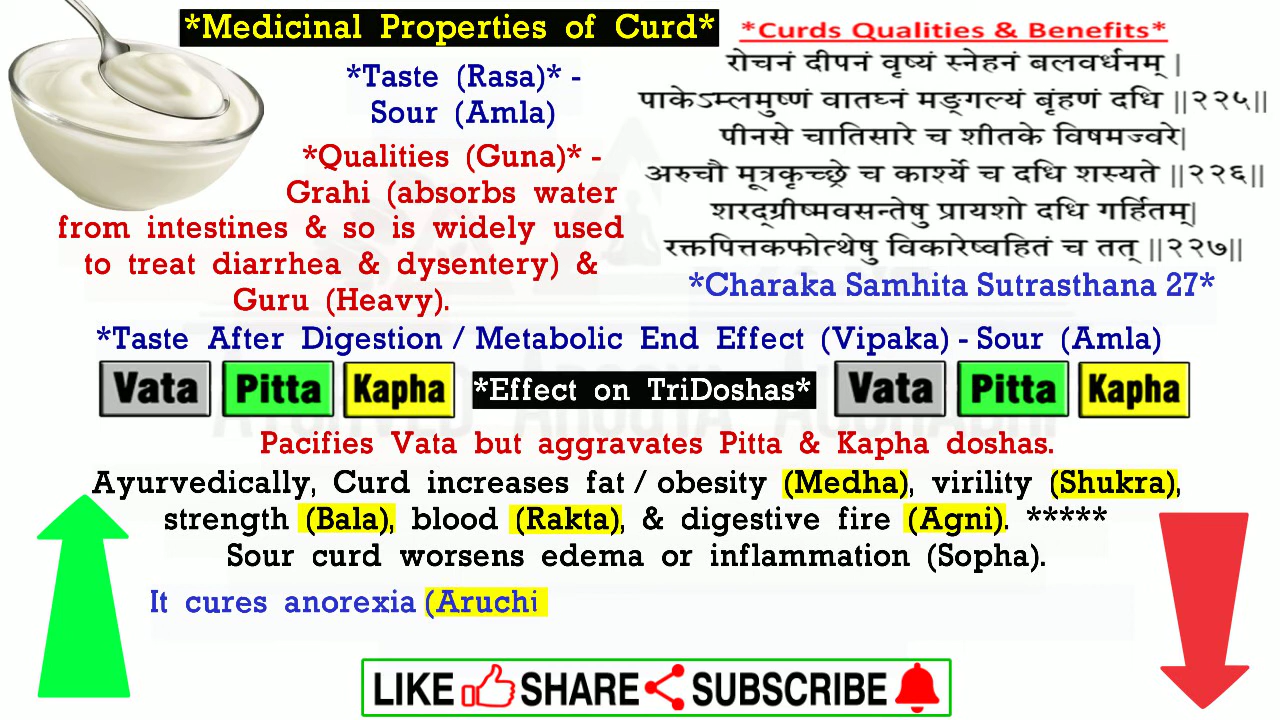 *Medicinal Properties of Curd*
*Taste (Rasa)* -
Sour (Amla)
*Qualities (Guna)* -
Grahi (absorbs water
from intestines & so is widely used
to treat diarrhea & dysentery) &
Guru (Heavy).
*Curds Qualities & Benefits*
रोचनं दीपनं वृष्यं स्नेहनं बलवर्धनम् |
पाकेऽम्लमुष्णं वातघ्नं मङ्गल्यं बृंहणं दधि ||२२५||
पीनसे चातिसारे च शीतके विषमज्वरे|
अरुचौ मूत्रकृच्छ्रे च कार्श्ये च दधि शस्यते ||२२६||
शरद्ग्रीष्मवसन्तेषु प्रायशो दधि गर्हितम्|
रक्तपित्तकफोत्थेषु विकारेष्वहितं च तत् ||२२७||
*Charaka Samhita Sutrasthana 27*
*Taste After Digestion / Metabolic End Effect (Vipaka) - Sour (Amla)
Vata Pitta Kapha *Effect on TriDoshas* Vata Pitta Kapha
Pacifies Vata but aggravates Pitta & Kapha doshas.
Ayurvedically, Curd increases fat / obesity (Medha), virility (Shukra),
strength (Bala), blood (Rakta), & digestive fire (Agni). *****
Sour curd worsens edema or inflammation (Sopha).
It cures anorexia (Aruchi
LIKE SHARE SUBSCRIBE